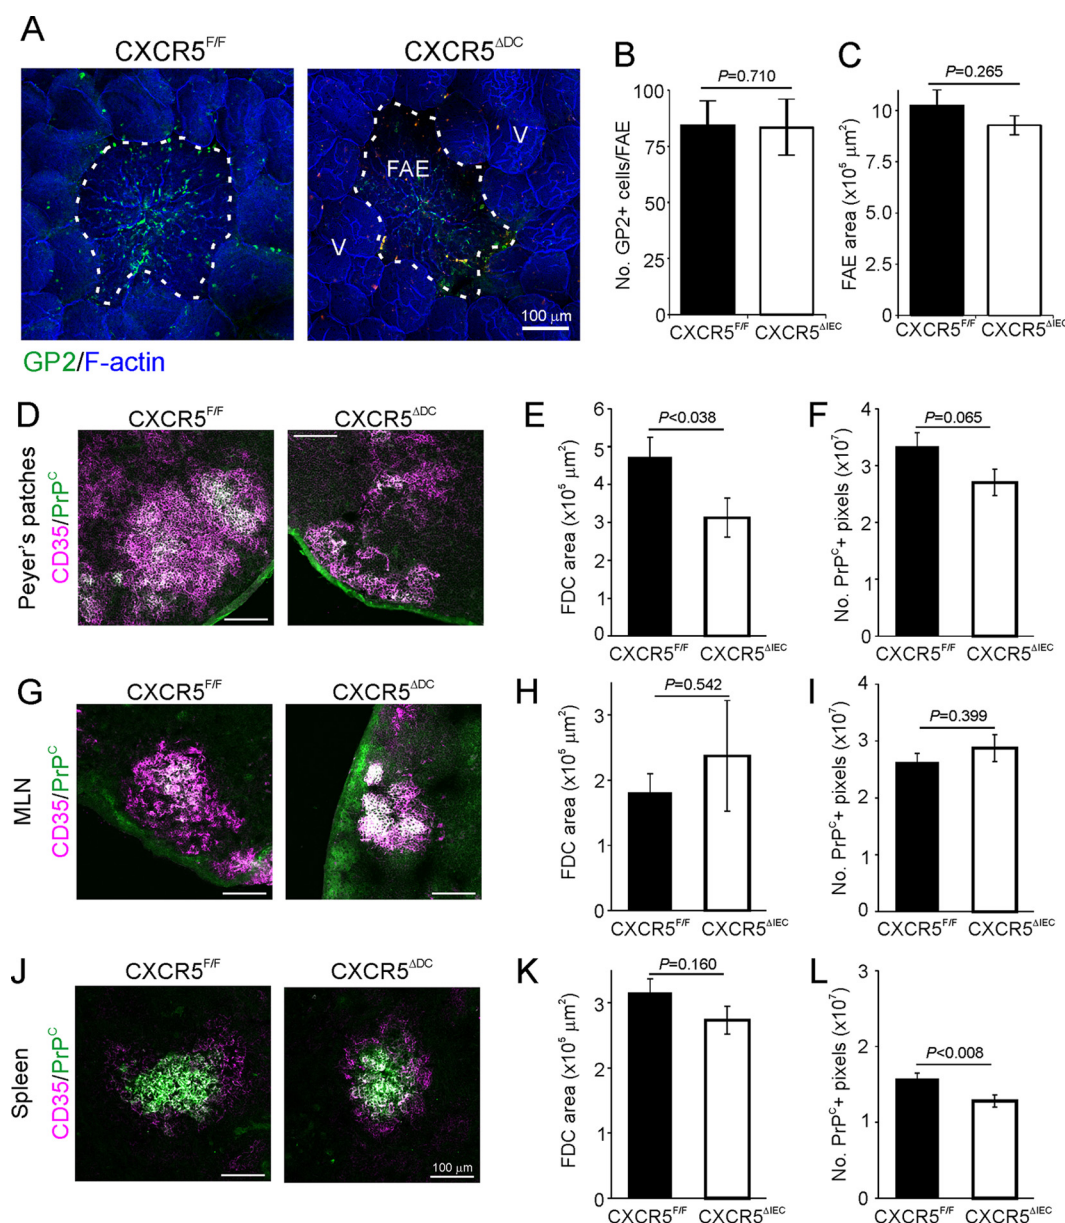 A
CXCR5F/F
CXCR5ΔDC
V
FAE
V
100 µm
GP2/F-actin
B
P=0.710
No. GP2+ cells/FAE
100
75
50
25
0
CXCR5F/F
CXCR5ΔIEC
C
P=0.265
FAE area (x10⁵ µm²)
10
7.5
5.0
2.5
0
CXCR5F/F
CXCR5ΔIEC
D
CXCR5F/F
CXCR5ΔDC
Peyer's patches
CD35/PrPC
E
P<0.038
FDC area (x10⁵ µm²)
6
5
4
3
2
1
0
CXCR5F/F
CXCR5ΔIEC
F
P=0.065
No. PrPC+ pixels (x10⁷)
4
3
2
1
0
CXCR5F/F
CXCR5ΔIEC
G
CXCR5F/F
CXCR5ΔDC
MLN
CD35/PrPC
H
P=0.542
FDC area (x10⁵ µm²)
3
2
1
0
CXCR5F/F
CXCR5ΔIEC
I
P=0.399
No. PrPC+ pixels (x10⁷)
4
3
2
1
0
CXCR5F/F
CXCR5ΔIEC
J
CXCR5F/F
CXCR5ΔDC
Spleen
CD35/PrPC
100 µm
K
P=0.160
FDC area (x10⁵ µm²)
3
2
1
0
CXCR5F/F
CXCR5ΔIEC
L
P<0.008
No. PrPC+ pixels (x10⁷)
3
2
1
0
CXCR5F/F
CXCR5ΔIEC